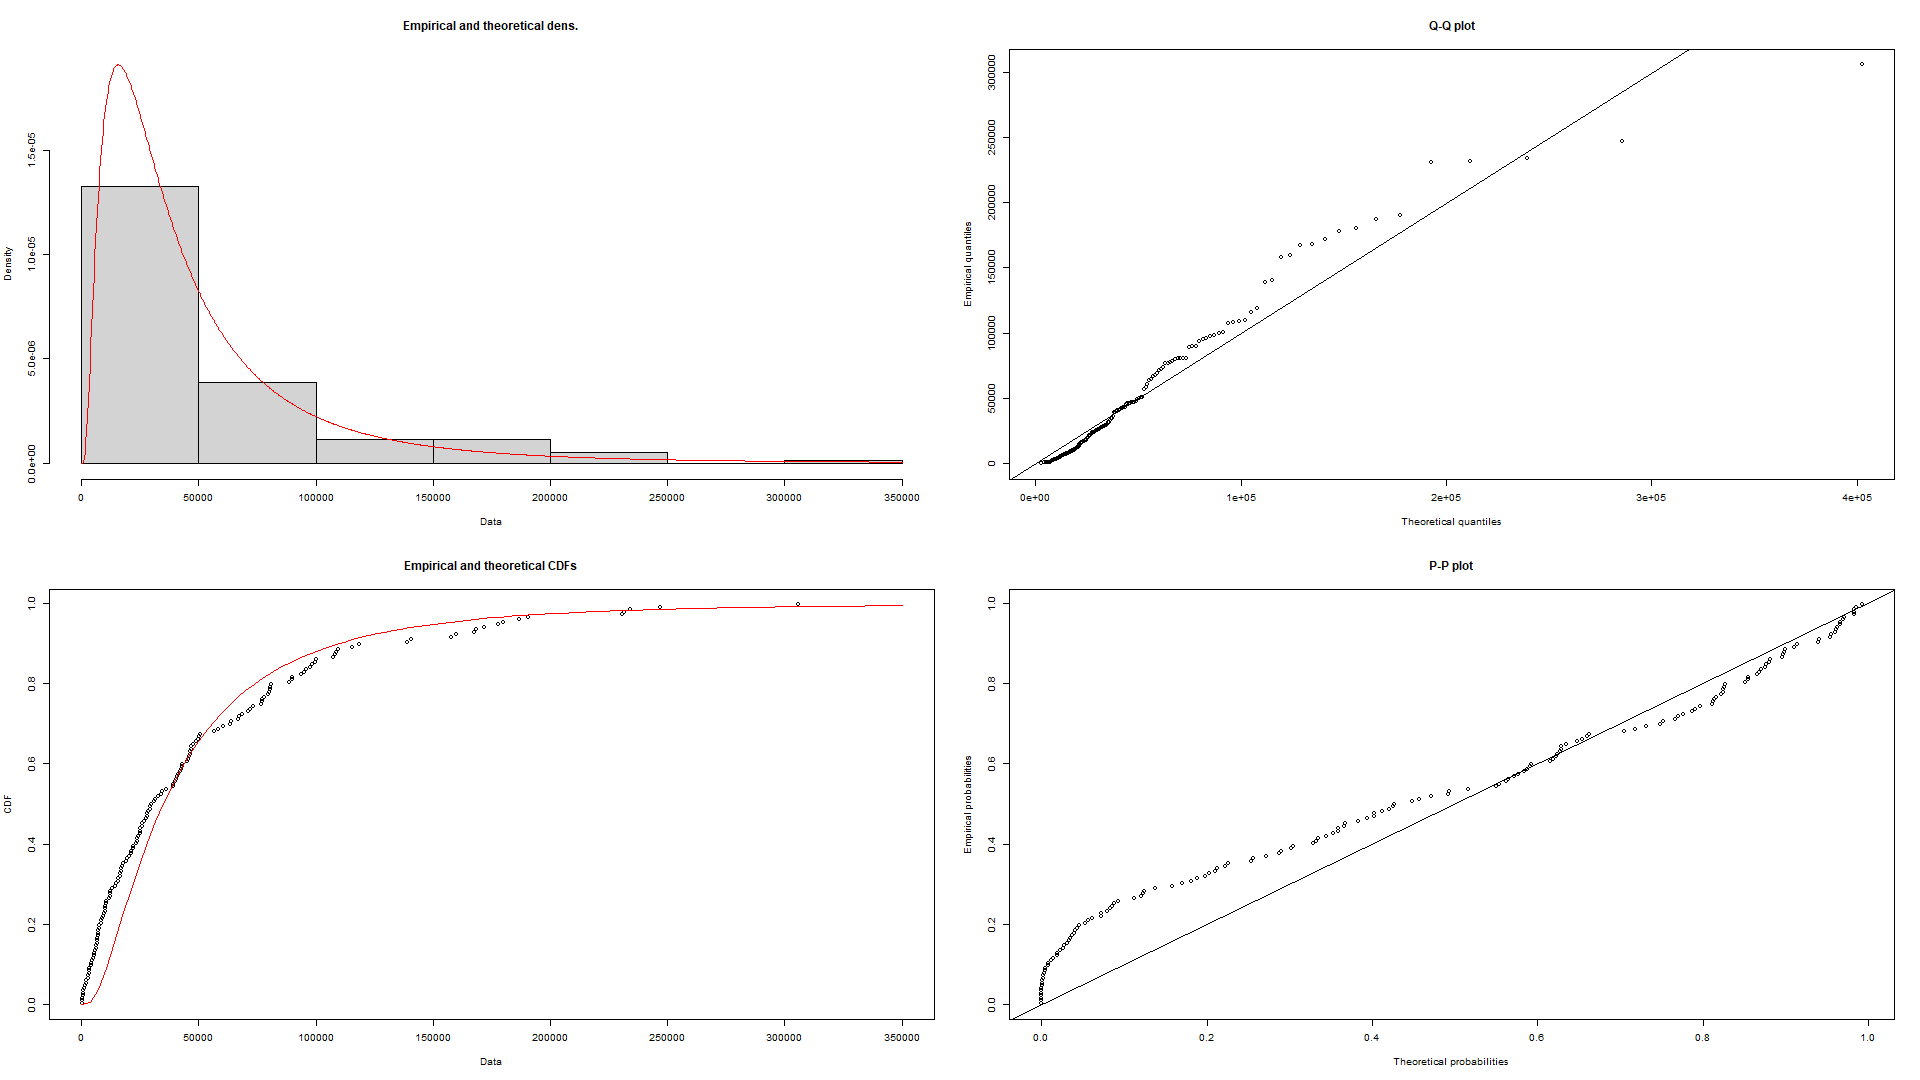 Empirical and theoretical dens.
Density
0.0e+00 5.0e-06 1.0e-05 1.5e-05
0 50000 100000 150000 200000 250000 300000 350000
Data
Q-Q plot
Empirical quantiles
0 50000 100000 150000 200000 250000 300000
0e+00 1e+05 2e+05 3e+05 4e+05
Theoretical quantiles
Empirical and theoretical CDFs
CDF
0.0 0.2 0.4 0.6 0.8 1.0
0 50000 100000 150000 200000 250000 300000 350000
Data
P-P plot
Empirical probabilities
0.0 0.2 0.4 0.6 0.8 1.0
0.0 0.2 0.4 0.6 0.8 1.0
Theoretical probabilities